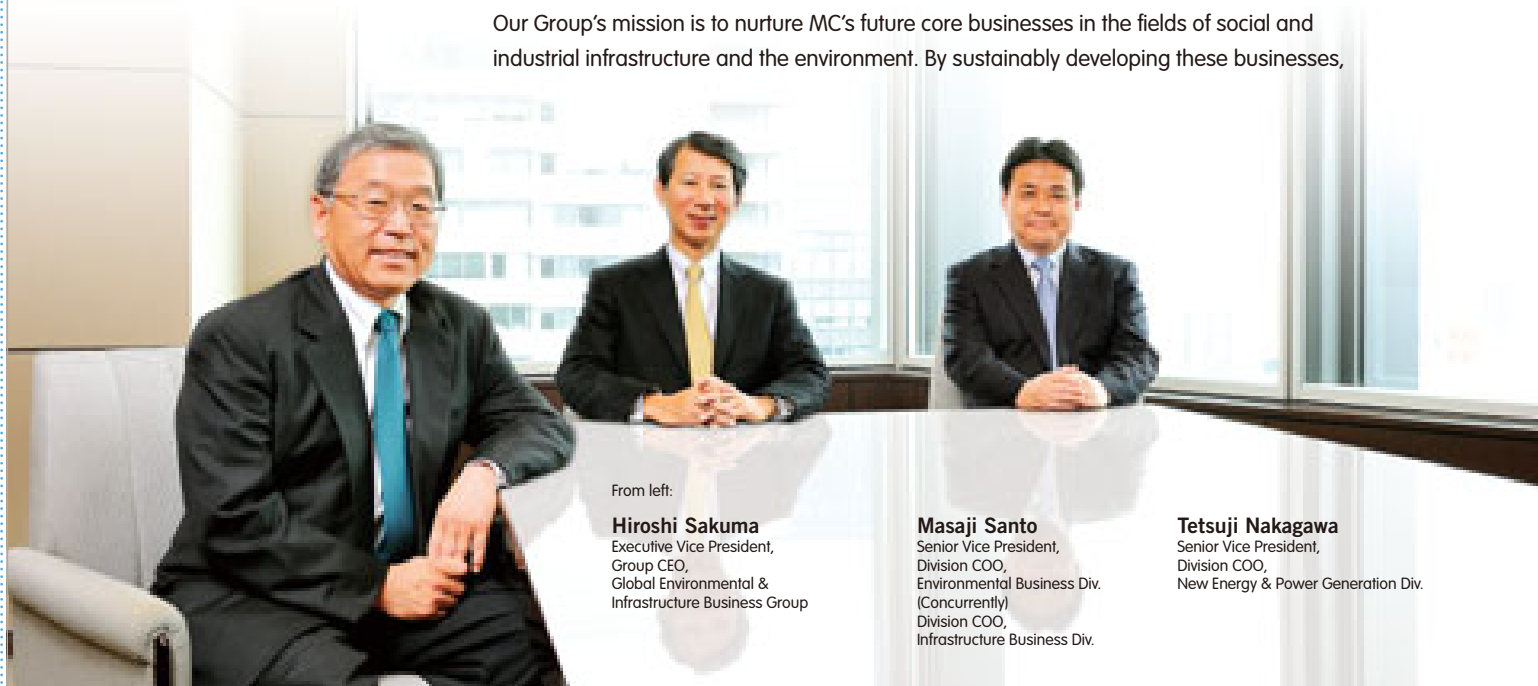 Our Group's mission is to nurture MC's future core businesses in the fields of social and
industrial infrastructure and the environment. By sustainably developing these businesses,
From left:
Hiroshi Sakuma
Executive Vice President,
Group CEO,
Global Environmental &
Infrastructure Business Group
Masaji Santo
Senior Vice President,
Division COO,
Environmental Business Div.
(Concurrently)
Division COO,
Infrastructure Business Div.
Tetsuji Nakagawa
Senior Vice President,
Division COO,
New Energy & Power Generation Div.